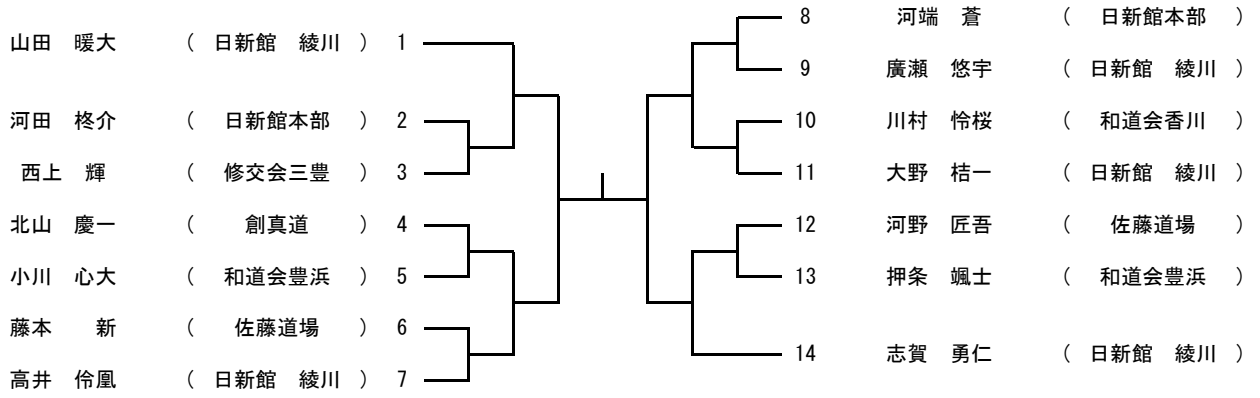 山田　暖大　（　日新館　綾川　）　1
河田　柊介　（　日新館本部　）　2
西上　輝　（　修交会三豊　）　3
北山　慶一　（　創真道　）　4
小川　心大　（　和道会豊浜　）　5
藤本　新　（　佐藤道場　）　6
高井　伶凰　（　日新館　綾川　）　7
8　河端　蒼　（　日新館本部　）
9　廣瀬　悠宇　（　日新館　綾川　）
10　川村　怜桜　（　和道会香川　）
11　大野　桔一　（　日新館　綾川　）
12　河野　匠吾　（　佐藤道場　）
13　押条　颯士　（　和道会豊浜　）
14　志賀　勇仁　（　日新館　綾川　）